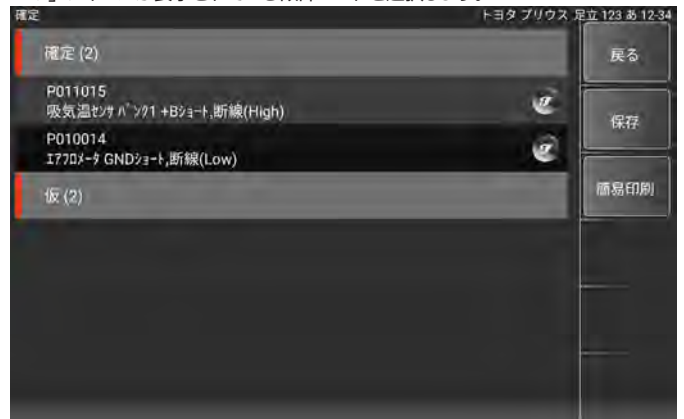 確定
トヨタ プリウス 足立 123 あ 12-34
確定 (2)
戻る
P011015
吸気温ｾﾝｻ ﾊﾞﾝｸ1 +Bｼｮｰﾄ,断線(High)
保存
P010014
ｴｱﾌﾛﾒｰﾀ GNDｼｮｰﾄ,断線(Low)
仮 (2)
簡易印刷